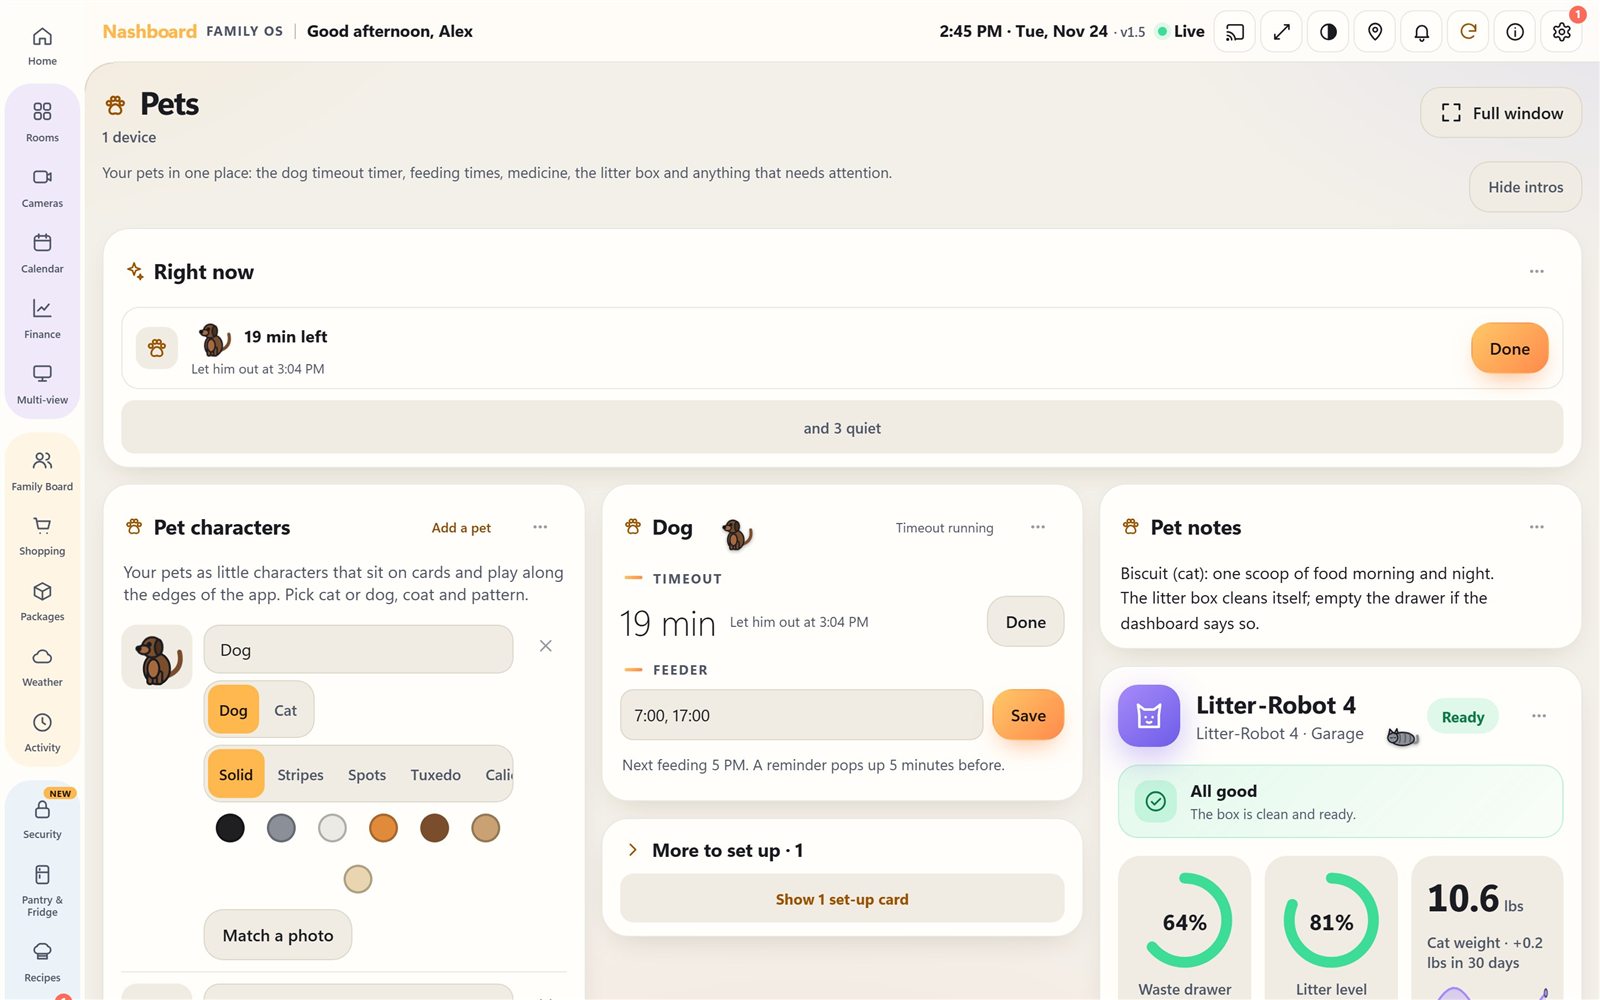 Nashboard FAMILY OS Good afternoon, Alex
2:45 PM · Tue, Nov 24 · v1.5 Live
1
Home
Rooms
Cameras
Calendar
Finance
Multi-view
Family Board
Shopping
Packages
Weather
Activity
NEW
Security
Pantry &
Fridge
Recipes
Pets
1 device
Your pets in one place: the dog timeout timer, feeding times, medicine, the litter box and anything that needs attention.
Full window
Hide intros
Right now
19 min left
Let him out at 3:04 PM
Done
and 3 quiet
Pet characters
Add a pet
Your pets as little characters that sit on cards and play along
the edges of the app. Pick cat or dog, coat and pattern.
Dog
Dog Cat
Solid Stripes Spots Tuxedo
Match a photo
Dog
Timeout running
TIMEOUT
19 min Let him out at 3:04 PM
Done
FEEDER
7:00, 17:00
Save
Next feeding 5 PM. A reminder pops up 5 minutes before.
More to set up · 1
Show 1 set-up card
Pet notes
Biscuit (cat): one scoop of food morning and night.
The litter box cleans itself; empty the drawer if the
dashboard says so.
Litter-Robot 4
Litter-Robot 4 · Garage
Ready
All good
The box is clean and ready.
64%
Waste drawer
81%
Litter level
10.6 lbs
Cat weight · +0.2
lbs in 30 days